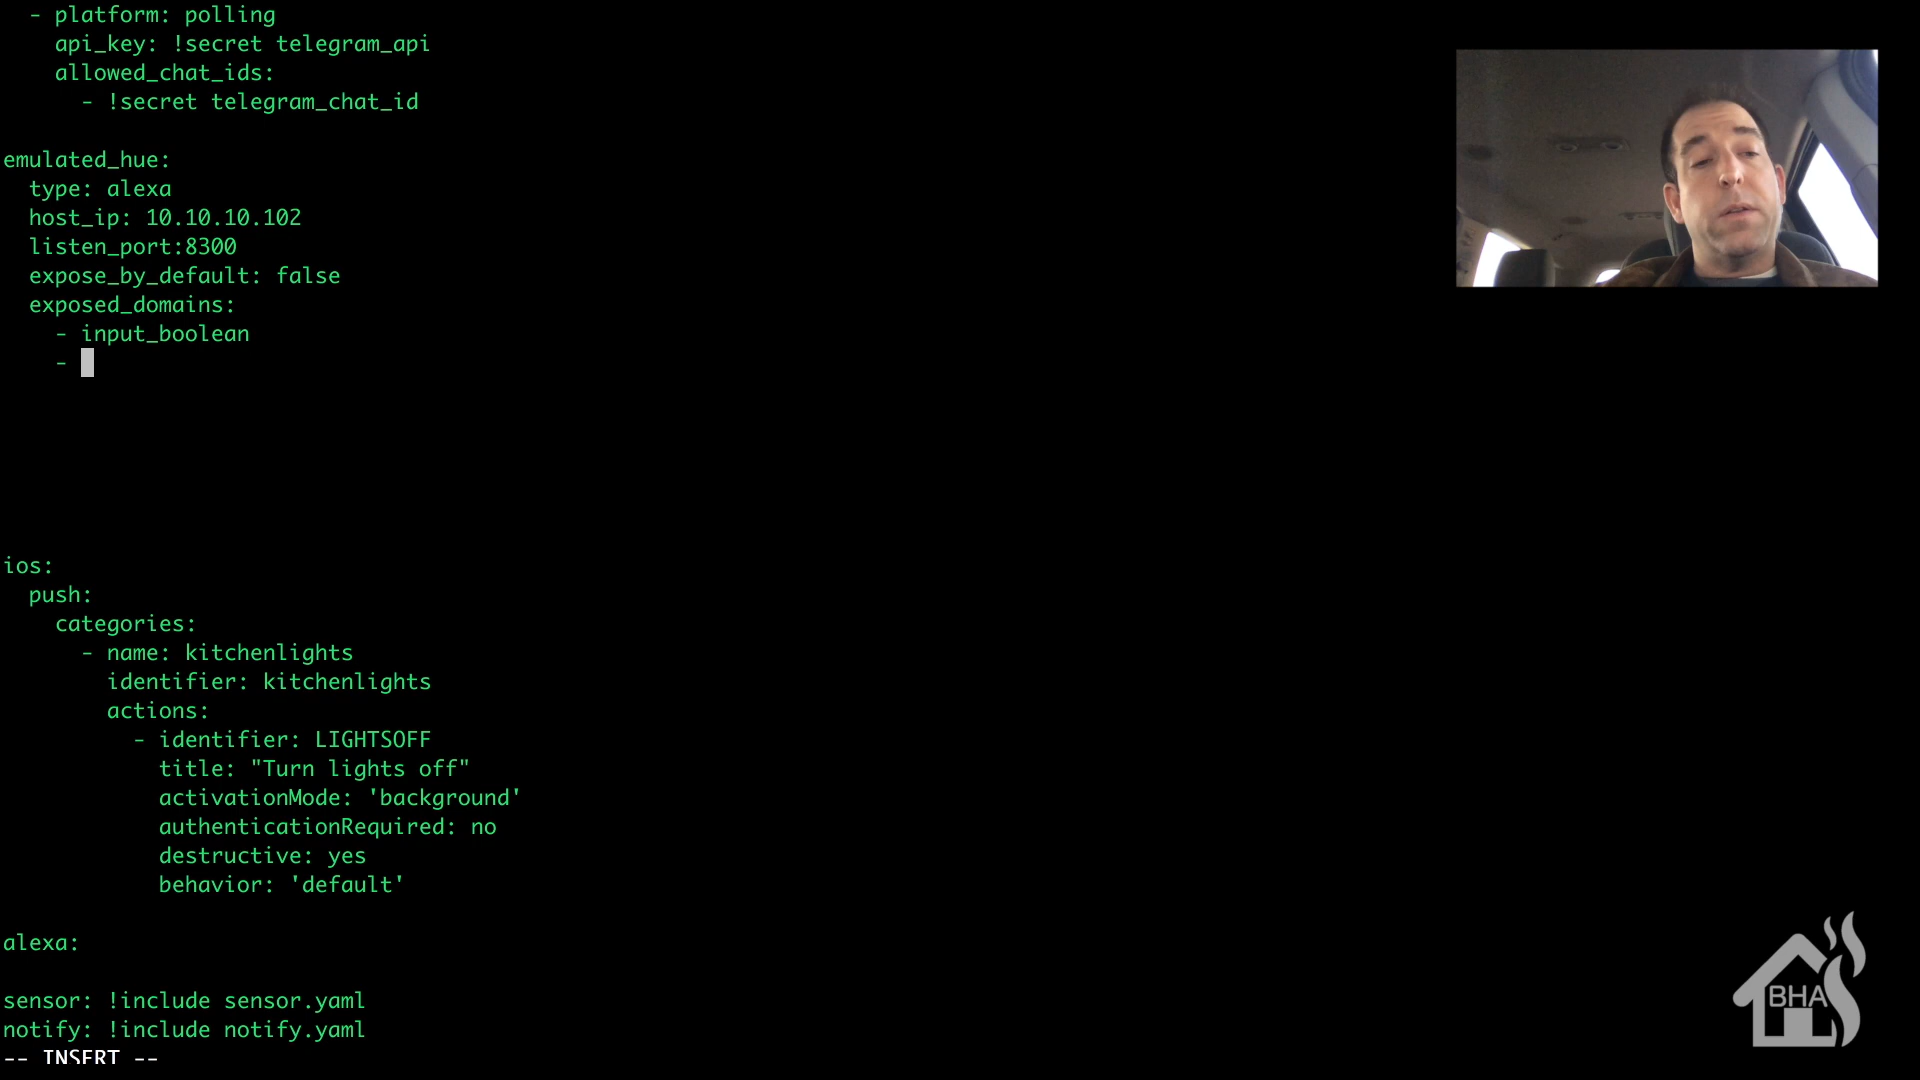 - platform: polling
api_key: !secret telegram_api
allowed_chat_ids:
- !secret telegram_chat_id
emulated_hue:
type: alexa
host_ip: 10.10.10.102
listen_port:8300
expose_by_default: false
exposed_domains:
- input_boolean
-
ios:
push:
categories:
- name: kitchenlights
identifier: kitchenlights
actions:
- identifier: LIGHTSOFF
title: "Turn lights off"
activationMode: 'background'
authenticationRequired: no
destructive: yes
behavior: 'default'
alexa:
sensor: !include sensor.yaml
notify: !include notify.yaml
-- INSERT --
BHA